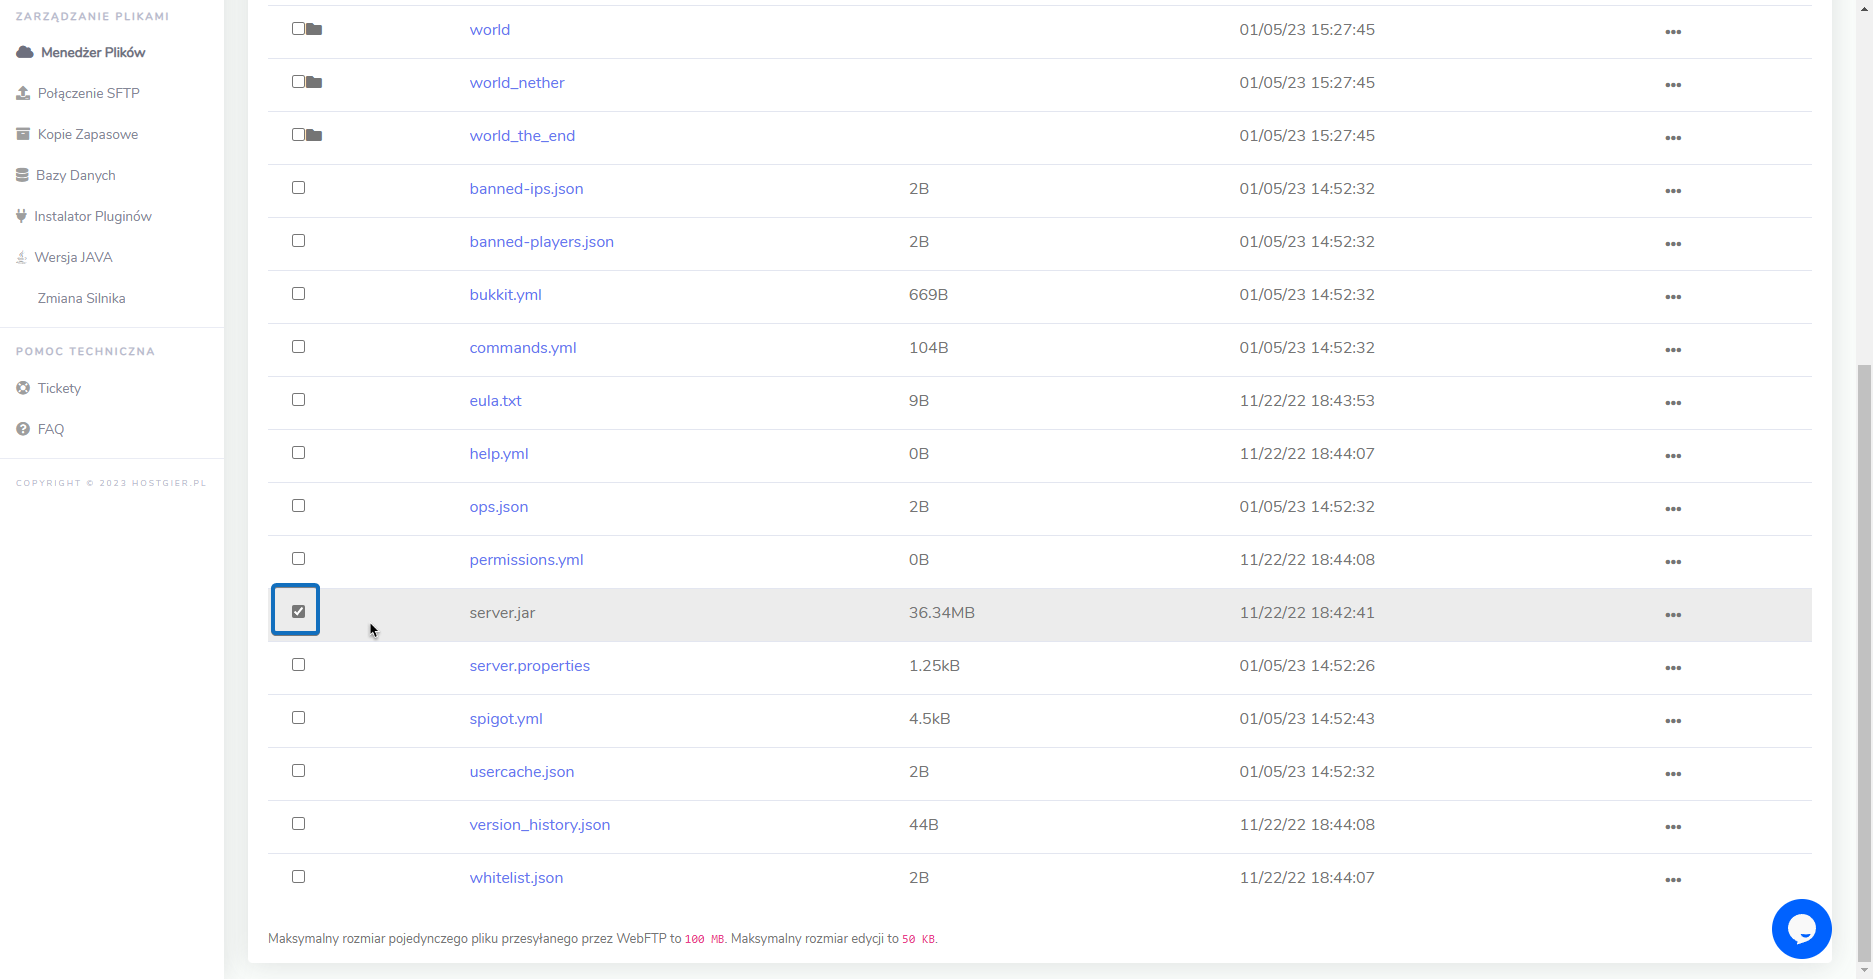 ZARZĄDZANIE PLIKAMI
Menedżer Plików
Połączenie SFTP
Kopie Zapasowe
Bazy Danych
Instalator Pluginów
Wersja JAVA
Zmiana Silnika
POMOC TECHNICZNA
Tickety
FAQ
COPYRIGHT © 2023 HOSTGIER.PL
world 01/05/23 15:27:45
world_nether 01/05/23 15:27:45
world_the_end 01/05/23 15:27:45
banned-ips.json 2B 01/05/23 14:52:32
banned-players.json 2B 01/05/23 14:52:32
bukkit.yml 669B 01/05/23 14:52:32
commands.yml 104B 01/05/23 14:52:32
eula.txt 9B 11/22/22 18:43:53
help.yml 0B 11/22/22 18:44:07
ops.json 2B 01/05/23 14:52:32
permissions.yml 0B 11/22/22 18:44:08
server.jar 36.34MB 11/22/22 18:42:41
server.properties 1.25kB 01/05/23 14:52:26
spigot.yml 4.5kB 01/05/23 14:52:43
usercache.json 2B 01/05/23 14:52:32
version_history.json 44B 11/22/22 18:44:08
whitelist.json 2B 11/22/22 18:44:07
Maksymalny rozmiar pojedynczego pliku przesyłanego przez WebFTP to 100 MB. Maksymalny rozmiar edycji to 50 KB.